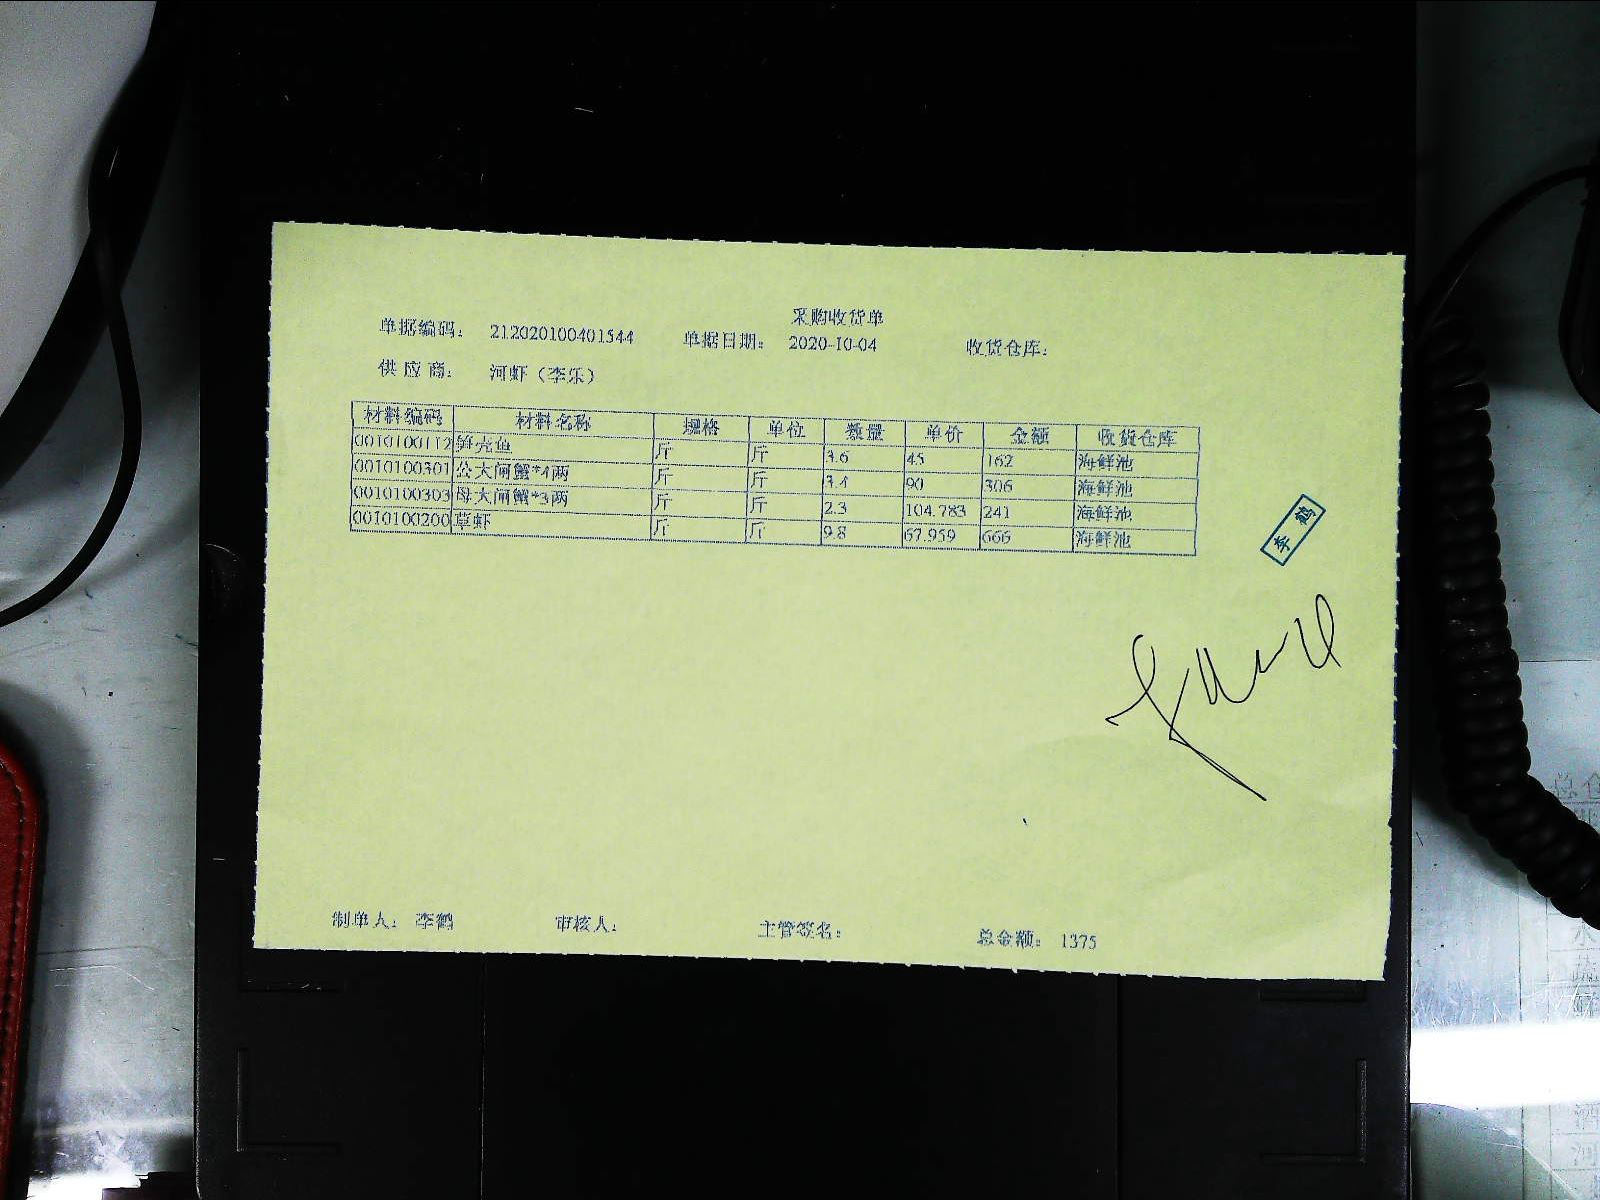 采购收货单
单据编码： 212020100401544 单据日期： 2020-10-04 收货仓库：
供 应 商： 河虾（李乐）
材料编码 材料名称 规格 单位 数量 单价 金额 收货仓库
0010100112 笋壳鱼 斤 斤 3.6 45 162 海鲜池
0010100301 公大闸蟹*4两 斤 斤 3.4 90 306 海鲜池
0010100303 母大闸蟹*3两 斤 斤 2.3 104.783 241 海鲜池
0010100200 草虾 斤 斤 9.8 67.959 666 海鲜池
李鹤
制单人： 李鹤 审核人： 主管签名： 总金额： 1375